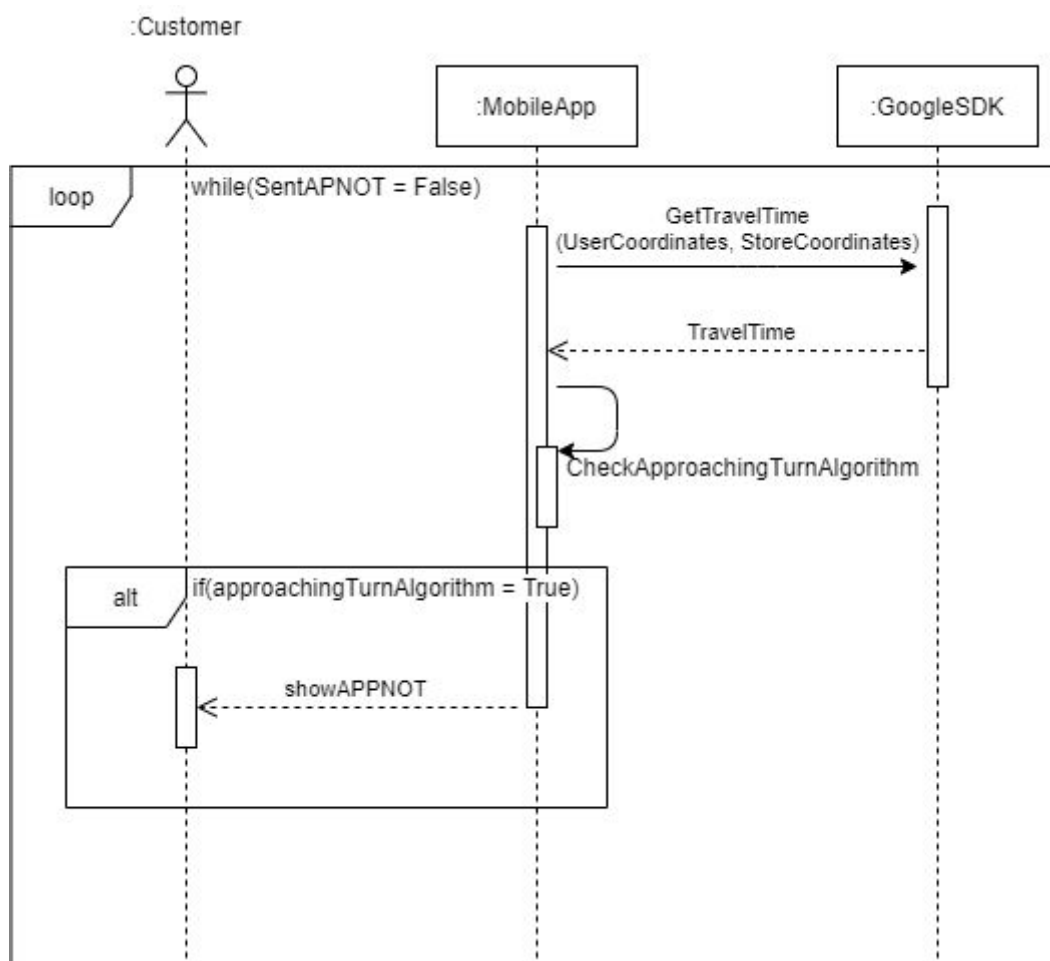 :Customer
:MobileApp
:GoogleSDK
loop
while(SentAPNOT = False)
GetTravelTime
(UserCoordinates, StoreCoordinates)
TravelTime
CheckApproachingTurnAlgorithm
alt
if(approachingTurnAlgorithm = True)
showAPPNOT